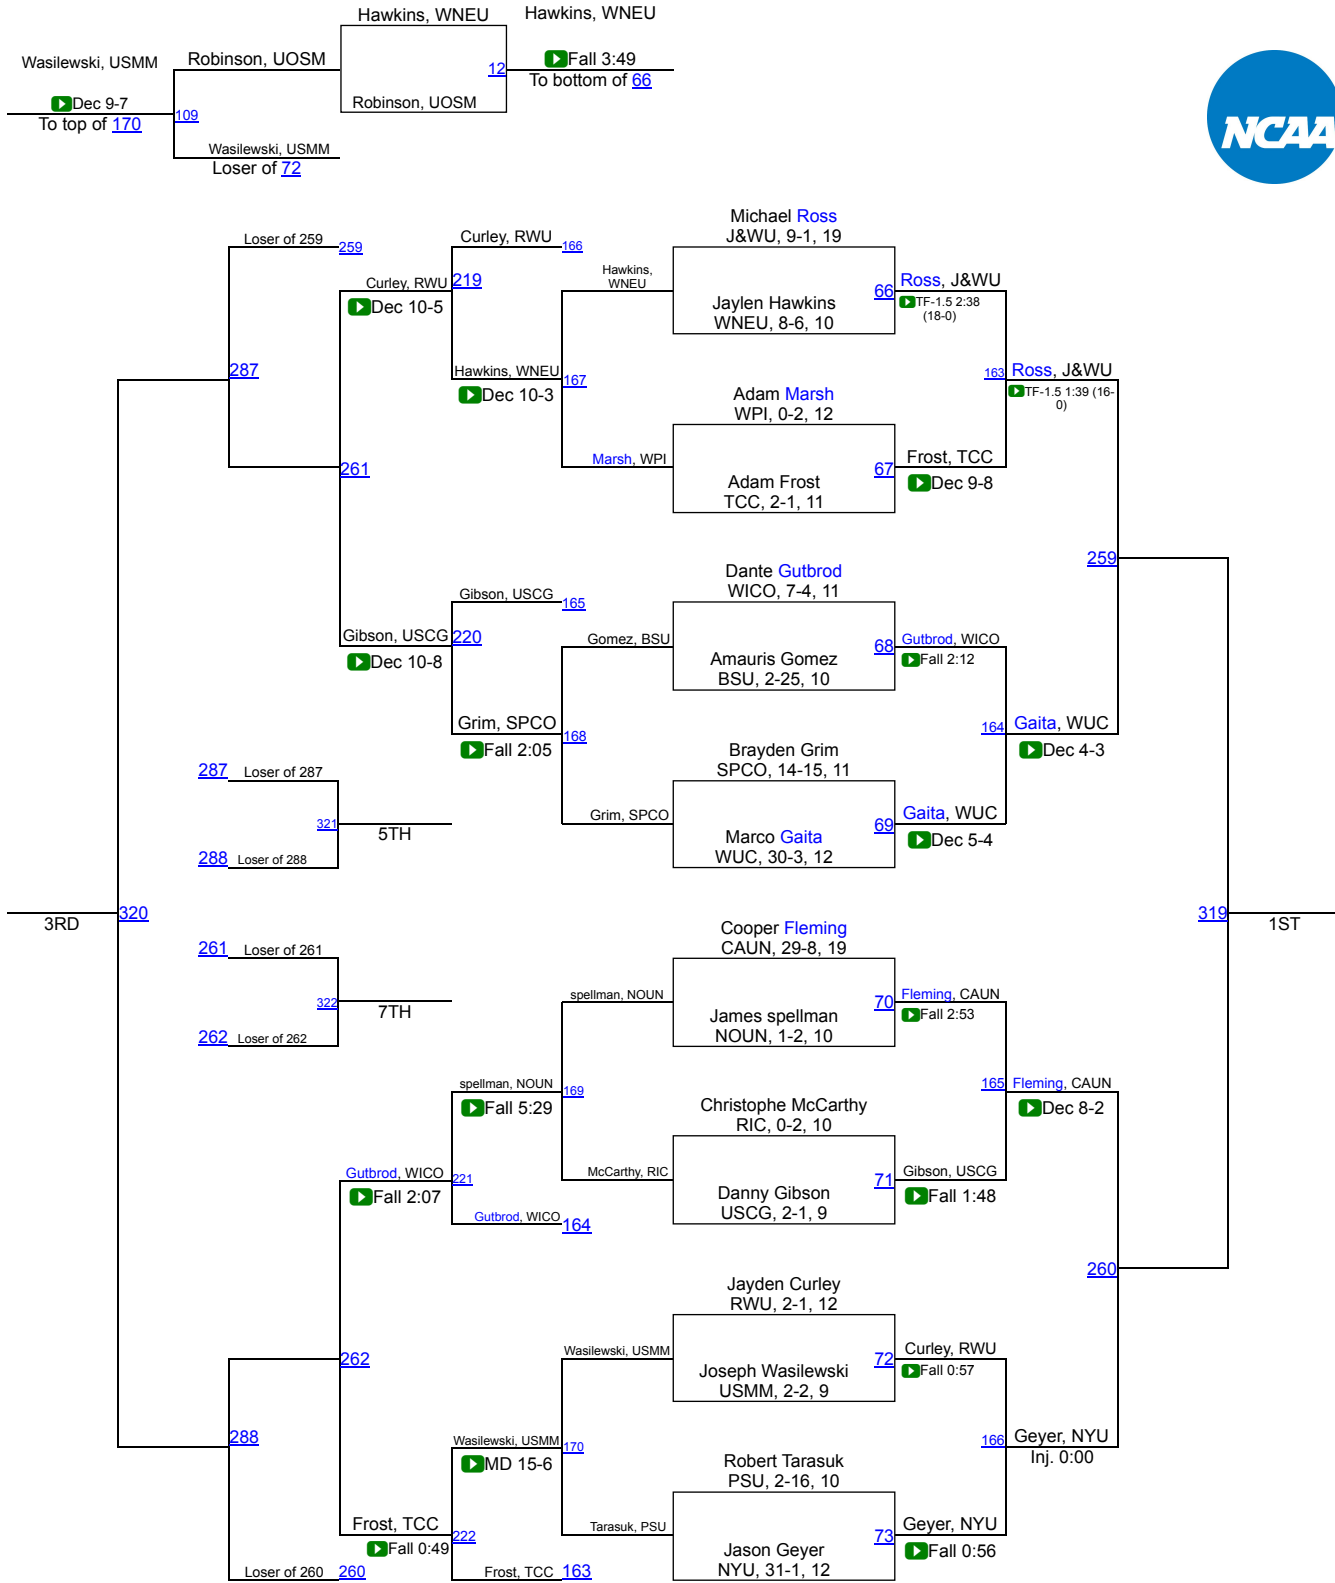 Hawkins, WNEU
Hawkins, WNEU
Wasilewski, USMM
Robinson, UOSM
12
Fall 3:49
To bottom of 66
Dec 9-7
To top of 170
109
Robinson, UOSM
Wasilewski, USMM
Loser of 72
NCAA
Michael Ross
J&WU, 9-1, 19
Loser of 259
259
Curley, RWU
166
Hawkins,
WNEU
Curley, RWU
219
66
Ross, J&WU
Dec 10-5
Jaylen Hawkins
WNEU, 8-6, 10
TF-1.5 2:38
(18-0)
287
Hawkins, WNEU
167
163
Ross, J&WU
Dec 10-3
Adam Marsh
WPI, 0-2, 12
TF-1.5 1:39 (16-
0)
261
Marsh, WPI
67
Frost, TCC
Adam Frost
TCC, 2-1, 11
Dec 9-8
259
Dante Gutbrod
WICO, 7-4, 11
Gibson, USCG
165
Gibson, USCG
220
Gomez, BSU
68
Gutbrod, WICO
Dec 10-8
Amauris Gomez
BSU, 2-25, 10
Fall 2:12
Grim, SPCO
168
164
Gaita, WUC
Fall 2:05
Brayden Grim
SPCO, 14-15, 11
Dec 4-3
287
Loser of 287
321
5TH
Grim, SPCO
69
Gaita, WUC
288
Loser of 288
Marco Gaita
WUC, 30-3, 12
Dec 5-4
3RD
320
319
1ST
Cooper Fleming
CAUN, 29-8, 19
261
Loser of 261
322
7TH
spellman, NOUN
70
Fleming, CAUN
262
Loser of 262
James spellman
NOUN, 1-2, 10
Fall 2:53
spellman, NOUN
169
165
Fleming, CAUN
Fall 5:29
Christophe McCarthy
RIC, 0-2, 10
Dec 8-2
Gutbrod, WICO
221
McCarthy, RIC
71
Gibson, USCG
Fall 2:07
Danny Gibson
USCG, 2-1, 9
Fall 1:48
Gutbrod, WICO
164
260
Jayden Curley
RWU, 2-1, 12
262
Wasilewski, USMM
72
Curley, RWU
Joseph Wasilewski
USMM, 2-2, 9
Fall 0:57
288
Wasilewski, USMM
170
166
Geyer, NYU
MD 15-6
Robert Tarasuk
PSU, 2-16, 10
Inj. 0:00
Frost, TCC
222
Tarasuk, PSU
73
Geyer, NYU
Fall 0:49
Jason Geyer
NYU, 31-1, 12
Fall 0:56
Loser of 260
260
Frost, TCC
163